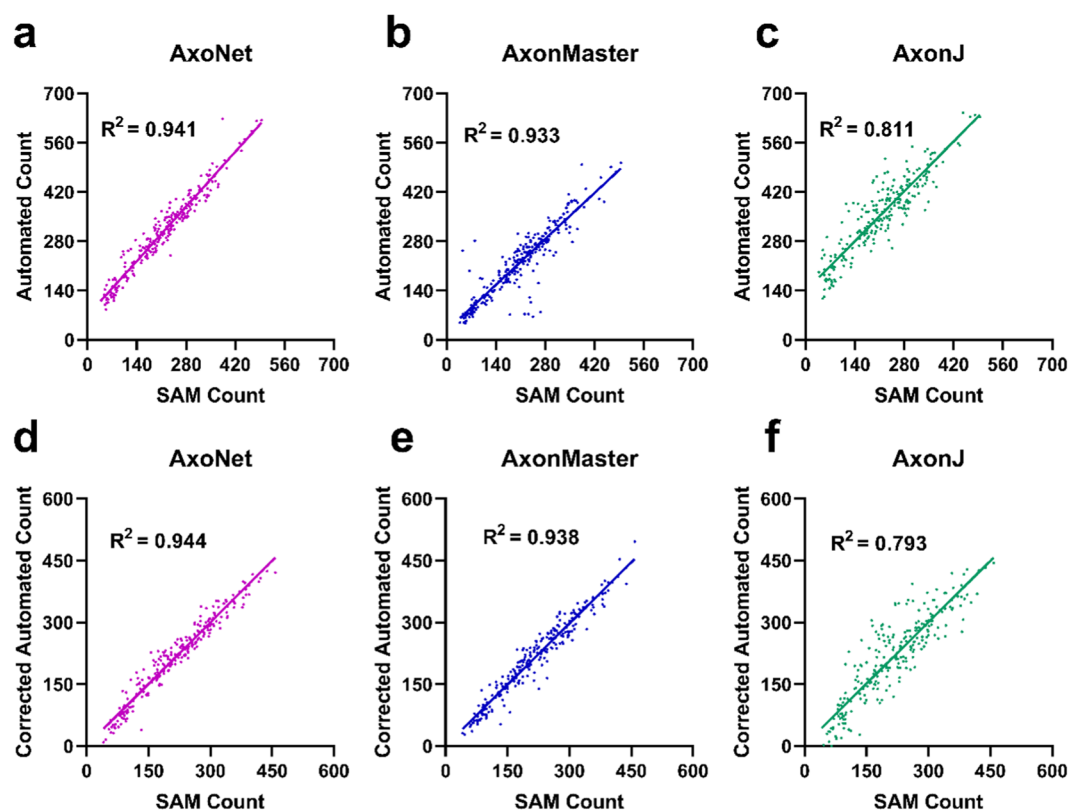 a
AxoNet
R² = 0.941
Automated Count
700
560
420
280
140
0
0 140 280 420 560 700
SAM Count
b
AxonMaster
R² = 0.933
Automated Count
700
560
420
280
140
0
0 140 280 420 560 700
SAM Count
c
AxonJ
R² = 0.811
Automated Count
700
560
420
280
140
0
0 140 280 420 560 700
SAM Count
d
AxoNet
R² = 0.944
Corrected Automated Count
600
450
300
150
0
0 150 300 450 600
SAM Count
e
AxonMaster
R² = 0.938
Corrected Automated Count
600
450
300
150
0
0 150 300 450 600
SAM Count
f
AxonJ
R² = 0.793
Corrected Automated Count
600
450
300
150
0
0 150 300 450 600
SAM Count